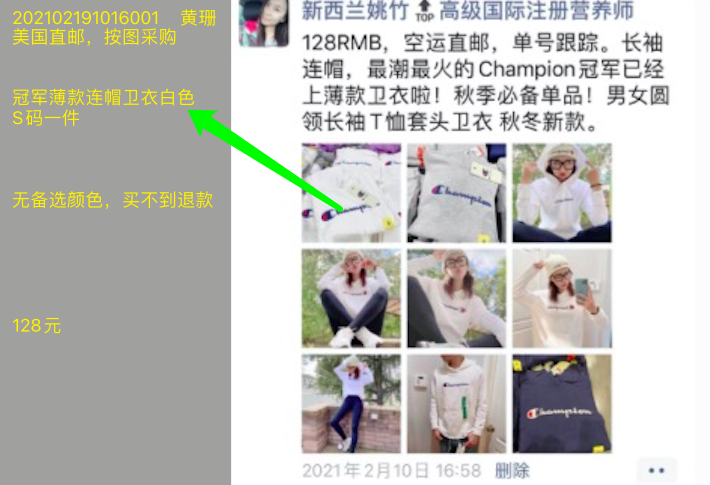 202102191016001 黄珊
美国直邮，按图采购
冠军薄款连帽卫衣白色
S码一件
无备选颜色，买不到退款
128元
新西兰姚竹 TOP 高级国际注册营养师
128RMB，空运直邮，单号跟踪。长袖
连帽，最潮最火的Champion冠军已经
上薄款卫衣啦！秋季必备单品！男女圆
领长袖T恤套头卫衣 秋冬新款。
Champion
Champion
Champion
2021年2月10日 16:58 删除